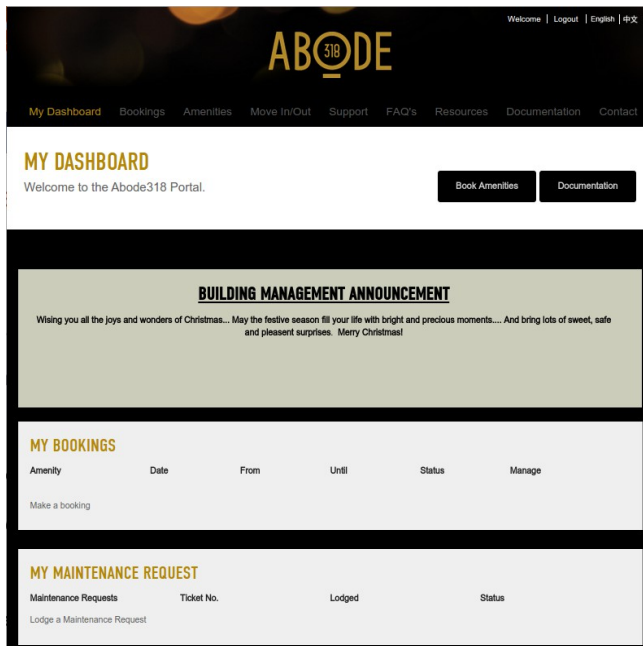 Welcome | Logout | English | 中文
ABODE
318
My Dashboard Bookings Amenities Move In/Out Support FAQ's Resources Documentation Contact
MY DASHBOARD
Welcome to the Abode318 Portal.
Book Amenities Documentation
BUILDING MANAGEMENT ANNOUNCEMENT
Wising you all the joys and wonders of Christmas... May the festive season fill your life with bright and precious moments.... And bring lots of sweet, safe
and pleasent surprises. Merry Christmas!
MY BOOKINGS
Amenity Date From Until Status Manage
Make a booking
MY MAINTENANCE REQUEST
Maintenance Requests Ticket No. Lodged Status
Lodge a Maintenance Request